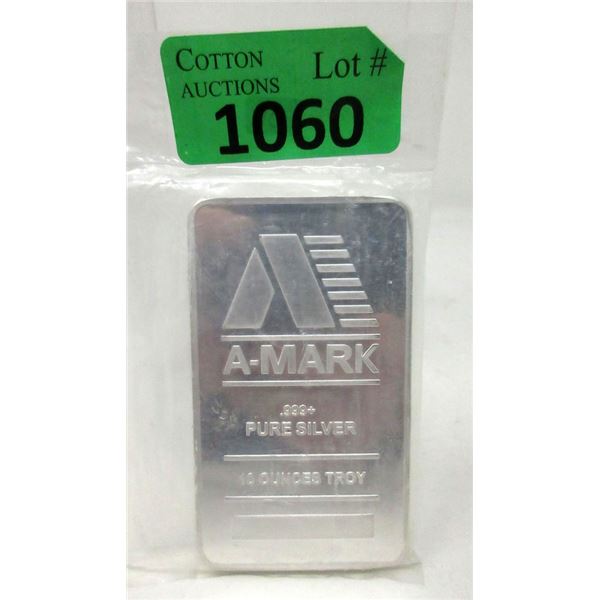 COTTON
AUCTIONS
Lot #
1060
A-MARK
.999+
PURE SILVER
10 OUNCES TROY